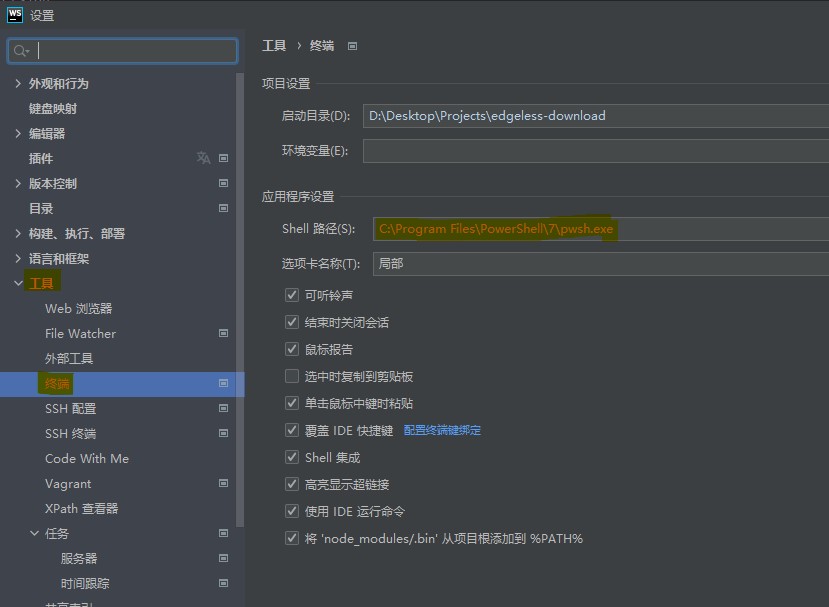 WS 设置
工具 › 终端
外观和行为
键盘映射
编辑器
插件
版本控制
目录
构建、执行、部署
语言和框架
工具
Web 浏览器
File Watcher
外部工具
终端
SSH 配置
SSH 终端
Code With Me
Vagrant
XPath 查看器
任务
服务器
时间跟踪
共享索引
项目设置
启动目录(D): D:\Desktop\Projects\edgeless-download
环境变量(E):
应用程序设置
Shell 路径(S): C:\Program Files\PowerShell\7\pwsh.exe
选项卡名称(T): 局部
可听铃声
结束时关闭会话
鼠标报告
选中时复制到剪贴板
单击鼠标中键时粘贴
覆盖 IDE 快捷键 配置终端键绑定
Shell 集成
高亮显示超链接
使用 IDE 运行命令
将 'node_modules/.bin' 从项目根添加到 %PATH%